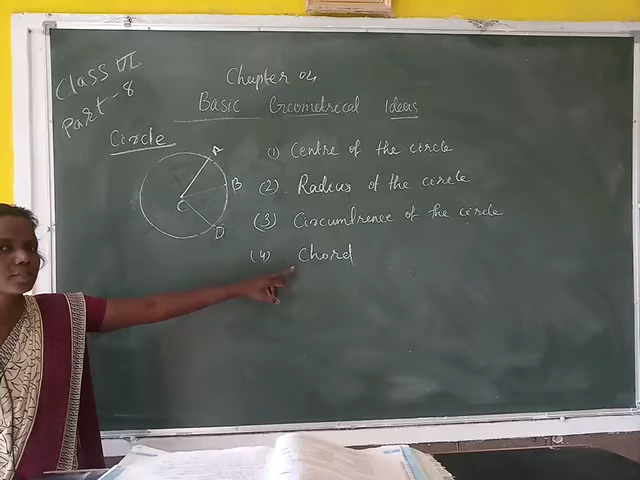 Class VI
Part-8
Chapter 04
Basic Geometrical Ideas
Circle
A
B
C
D
(1) Centre of the circle
(2) Radius of the circle
(3) Circumfrence of the circle
(4) Chord